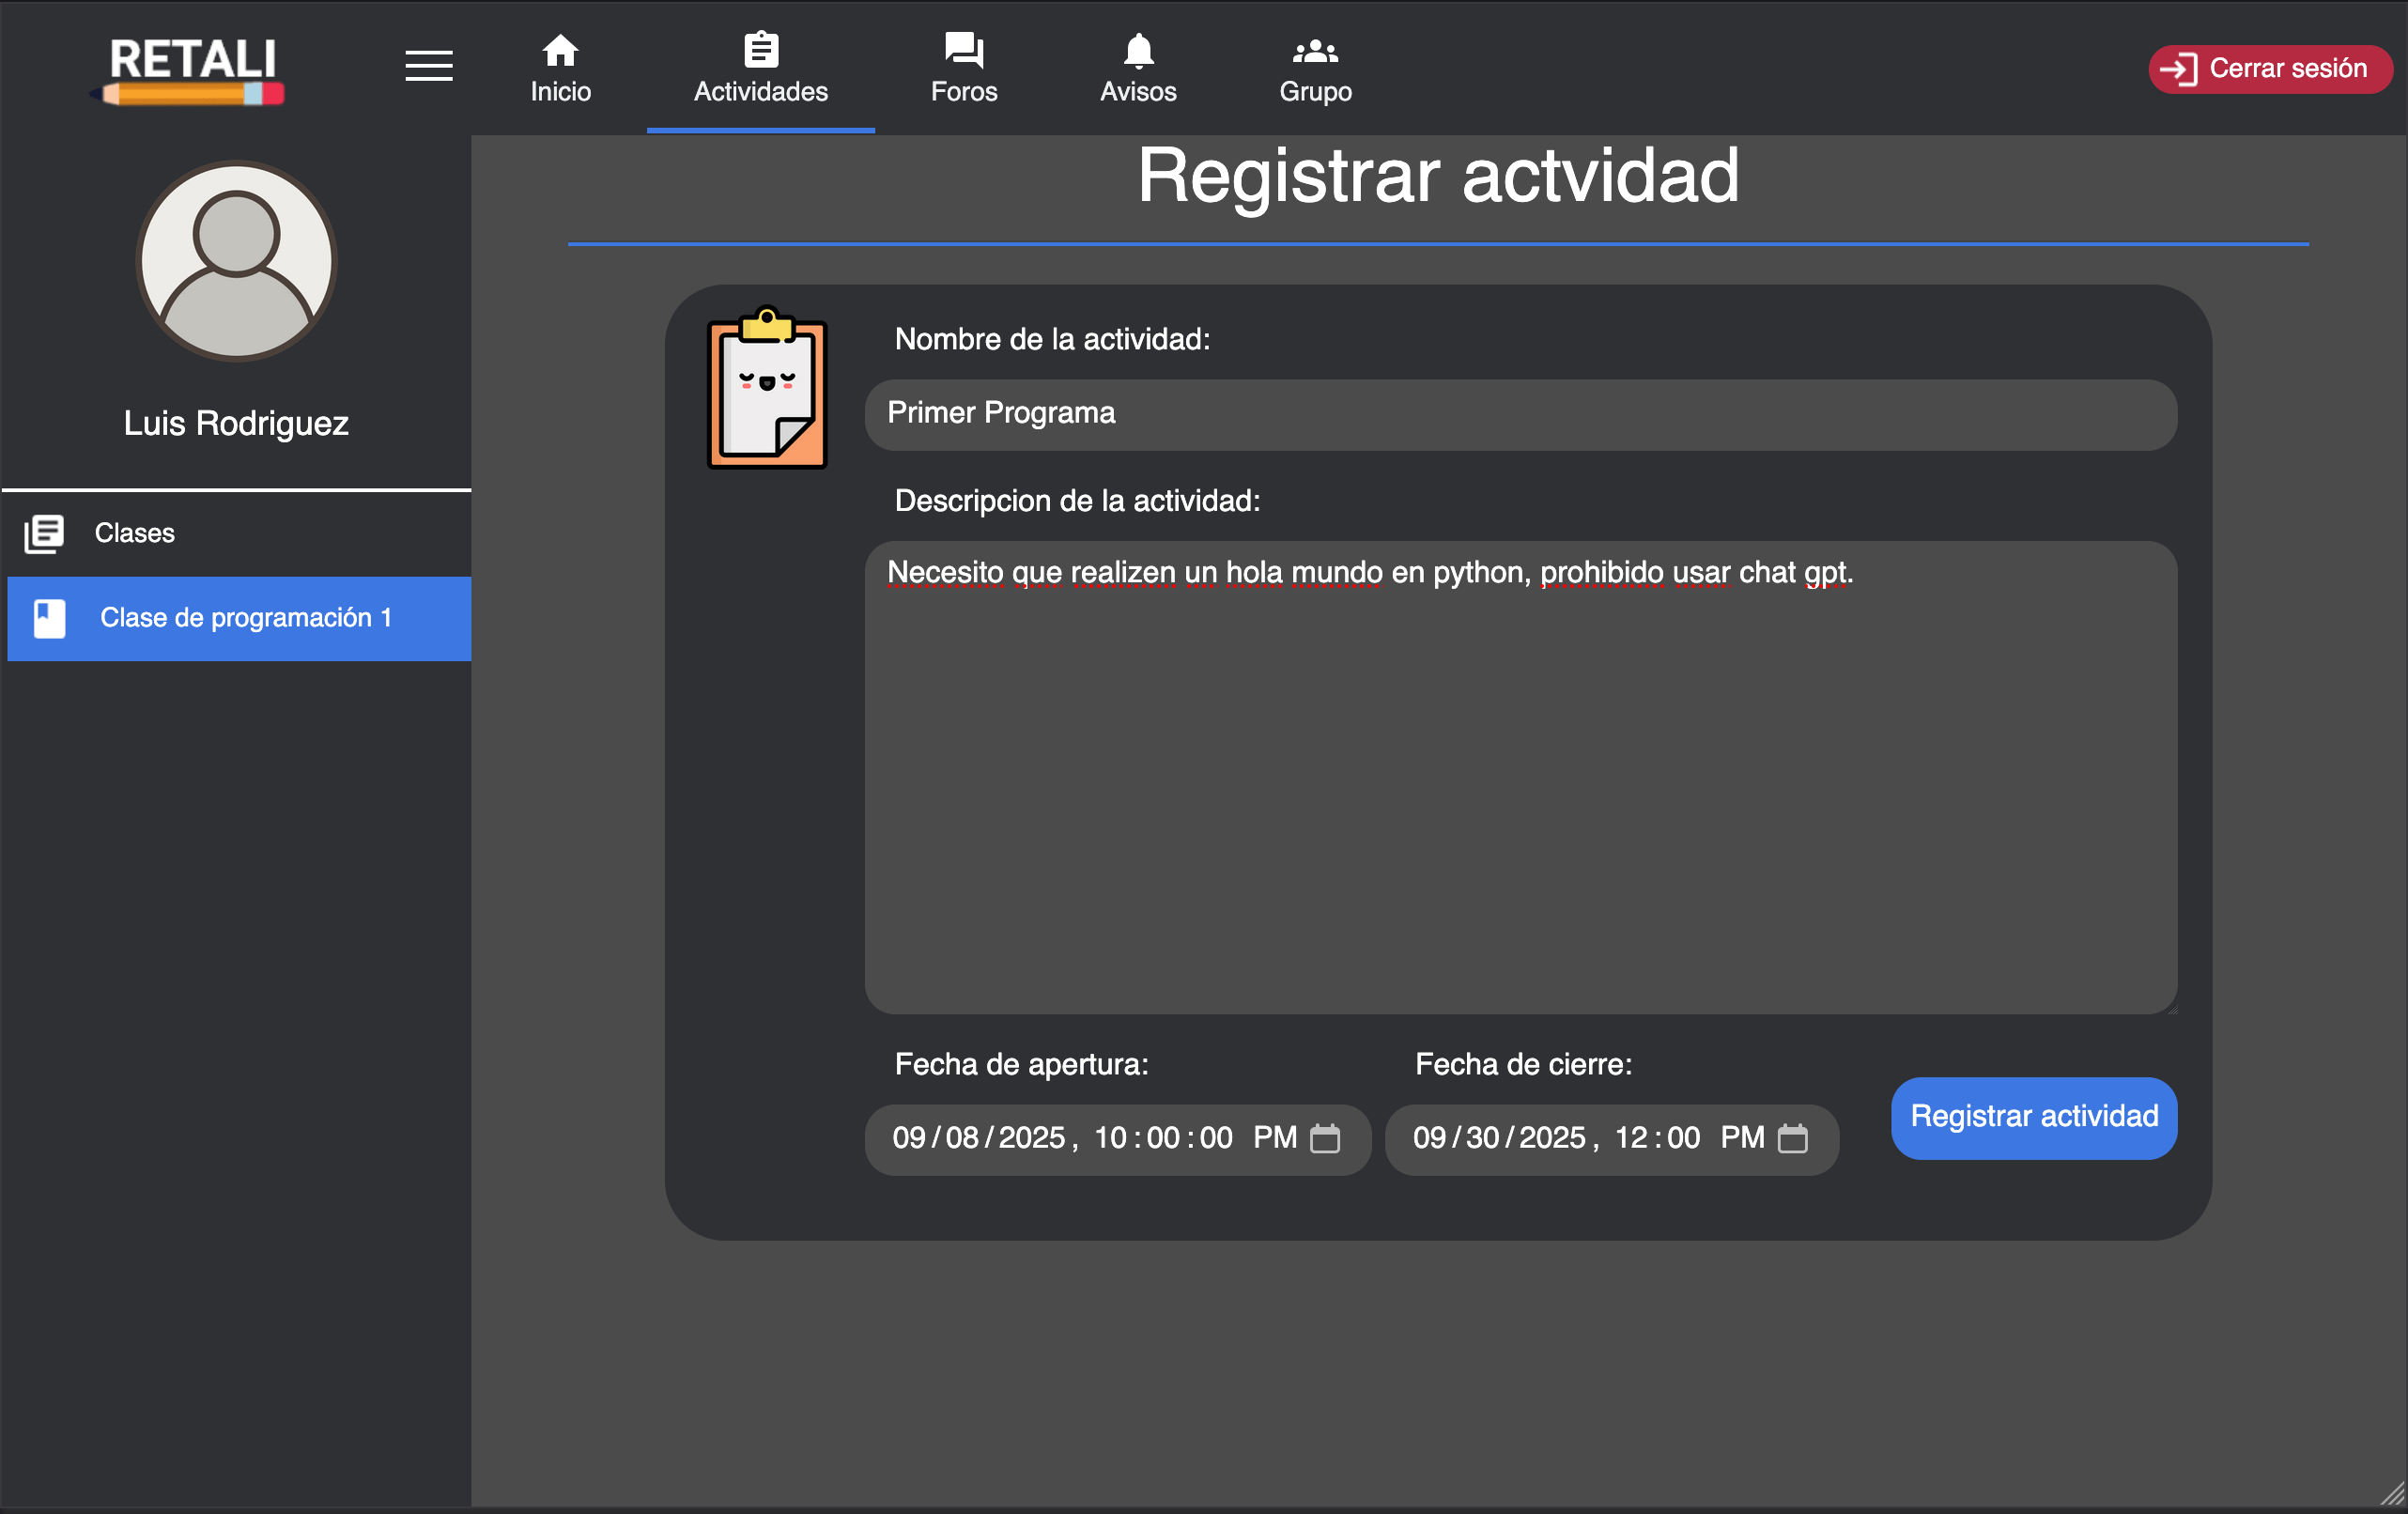 RETALI
Inicio
Actividades
Foros
Avisos
Grupo
Cerrar sesión
Luis Rodriguez
Clases
Clase de programación 1
Registrar actvidad
Nombre de la actividad:
Primer Programa
Descripcion de la actividad:
Necesito que realizen un hola mundo en python, prohibido usar chat gpt.
Fecha de apertura:
09/08/2025, 10:00:00 PM
Fecha de cierre:
09/30/2025, 12:00 PM
Registrar actividad